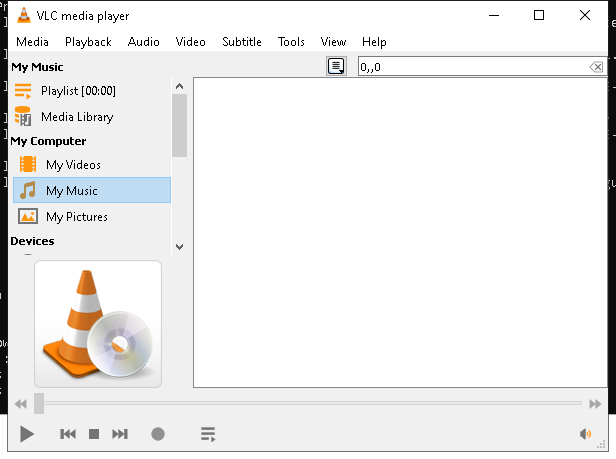 VLC media player
Media Playback Audio Video Subtitle Tools View Help
My Music
0,,0
Playlist [00:00]
Media Library
My Computer
My Videos
My Music
My Pictures
Devices